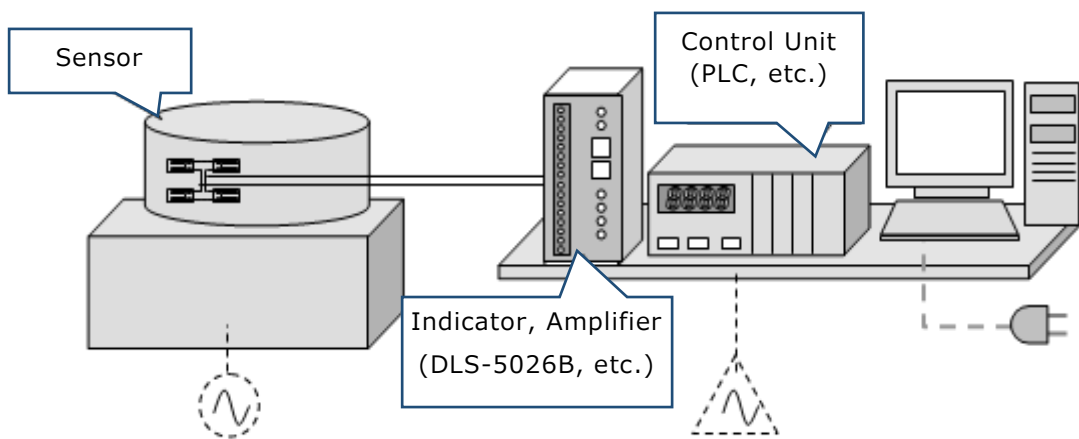 Sensor
Control Unit
(PLC, etc.)
Indicator, Amplifier
(DLS-5026B, etc.)